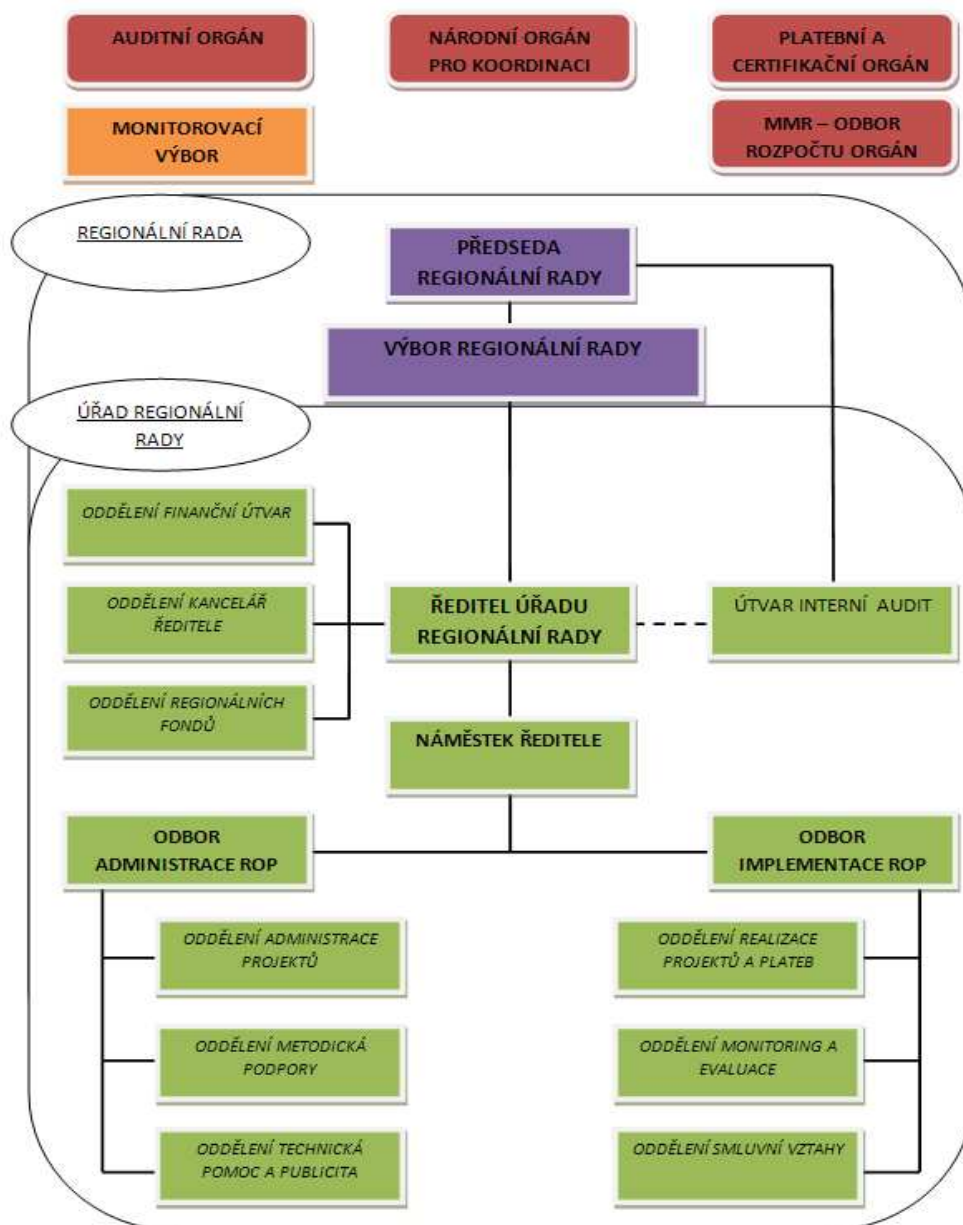 AUDITNÍ ORGÁN
NÁRODNÍ ORGÁN
PRO KOORDINACI
PLATEBNÍ A
CERTIFIKAČNÍ ORGÁN
MONITOROVACÍ
VÝBOR
MMR – ODBOR
ROZPOČTU ORGÁN
REGIONÁLNÍ RADA
PŘEDSEDA
REGIONÁLNÍ RADY
VÝBOR REGIONÁLNÍ RADY
ÚŘAD REGIONÁLNÍ
RADY
ODDĚLENÍ FINANČNÍ ÚTVAR
ODDĚLENÍ KANCELÁŘ
ŘEDITELE
ŘEDITEL ÚŘADU
REGIONÁLNÍ RADY
ÚTVAR INTERNÍ AUDIT
ODDĚLENÍ REGIONÁLNÍCH
FONDŮ
NÁMĚSTEK ŘEDITELE
ODBOR
ADMINISTRACE ROP
ODBOR
IMPLEMENTACE ROP
ODDĚLENÍ ADMINISTRACE
PROJEKTŮ
ODDĚLENÍ REALIZACE
PROJEKTŮ A PLATEB
ODDĚLENÍ METODICKÁ
PODPORY
ODDĚLENÍ MONITORING A
EVALUACE
ODDĚLENÍ TECHNICKÁ
POMOC A PUBLICITA
ODDĚLENÍ SMLUVNÍ VZTAHY